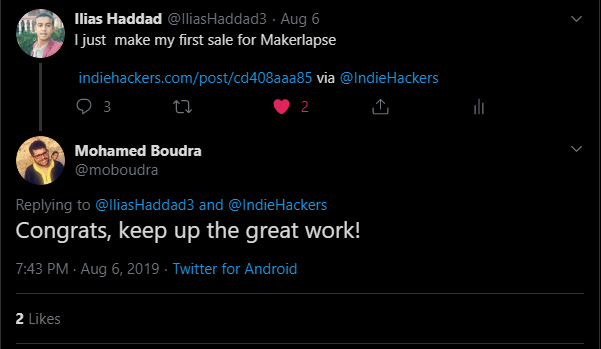 Ilias Haddad @IliasHaddad3 · Aug 6
I just  make my first sale for Makerlapse
indiehackers.com/post/cd408aaa85 via @IndieHackers
3 2
Mohamed Boudra
@moboudra
Replying to @IliasHaddad3 and @IndieHackers
Congrats, keep up the great work!
7:43 PM · Aug 6, 2019 · Twitter for Android
2 Likes